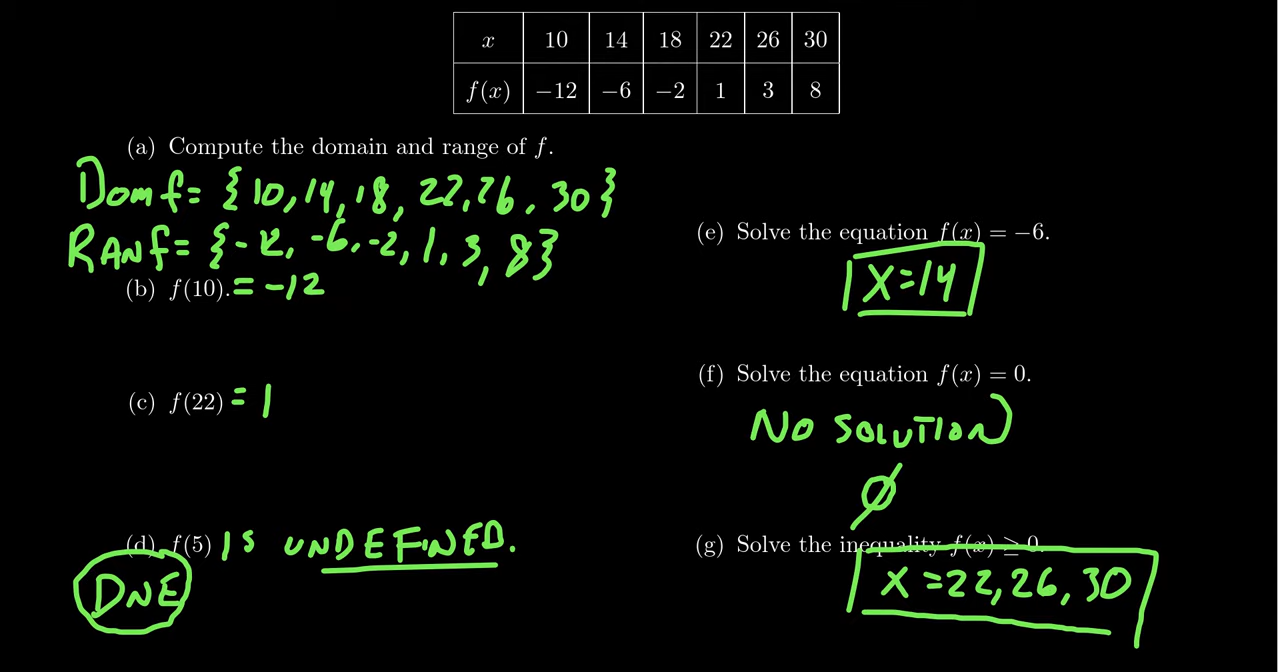 x 10 14 18 22 26 30
f(x) −12 −6 −2 1 3 8
(a) Compute the domain and range of f.
Dom f = {10, 14, 18, 22, 26, 30}
RAN f = {-12, -6, -2, 1, 3, 8}
(b) f(10). = -12
(c) f(22) = 1
(d) f(5) IS UNDEFINED.
DNE
(e) Solve the equation f(x) = −6.
X = 14
(f) Solve the equation f(x) = 0.
NO SOLUTION
∅
(g) Solve the inequality f(x) ≥ 0.
X = 22, 26, 30